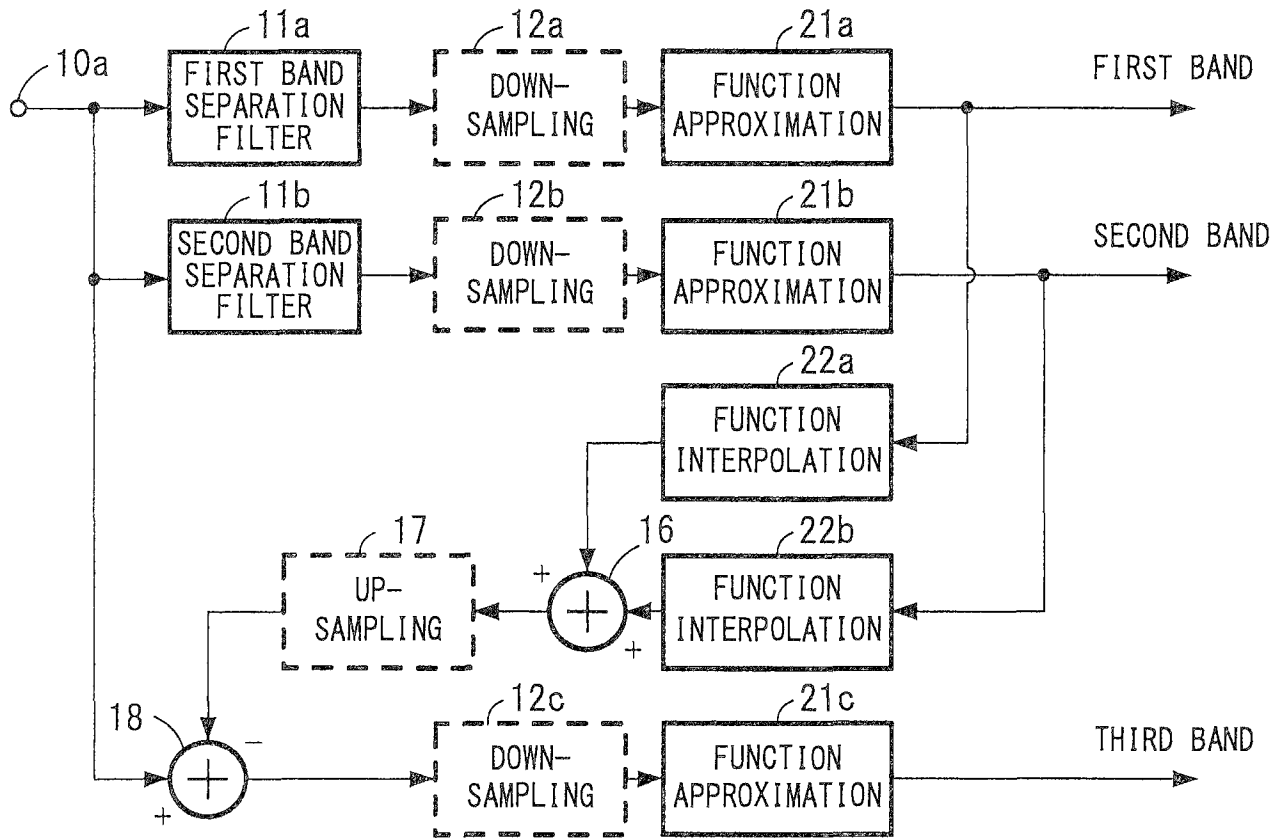 10a
11a
FIRST BAND
SEPARATION
FILTER
12a
DOWN-
SAMPLING
21a
FUNCTION
APPROXIMATION
FIRST BAND
11b
SECOND BAND
SEPARATION
FILTER
12b
DOWN-
SAMPLING
21b
FUNCTION
APPROXIMATION
SECOND BAND
22a
FUNCTION
INTERPOLATION
17
UP-
SAMPLING
16
+
+
22b
FUNCTION
INTERPOLATION
18
−
+
12c
DOWN-
SAMPLING
21c
FUNCTION
APPROXIMATION
THIRD BAND